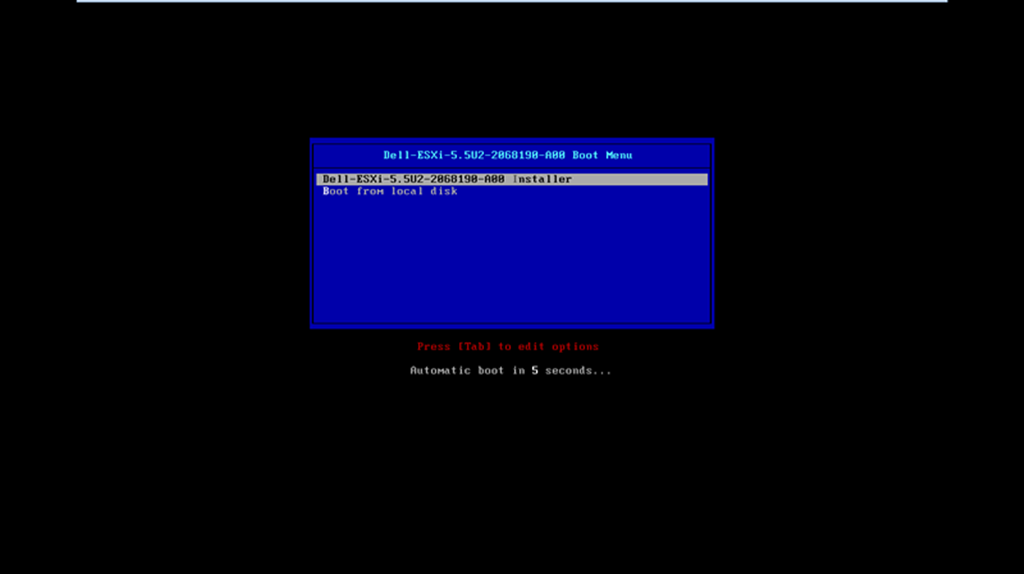 Dell-ESXi-5.5U2-2068190-A00 Boot Menu
Dell-ESXi-5.5U2-2068190-A00 Installer
Boot from local disk
Press [Tab] to edit options
Automatic boot in 5 seconds...